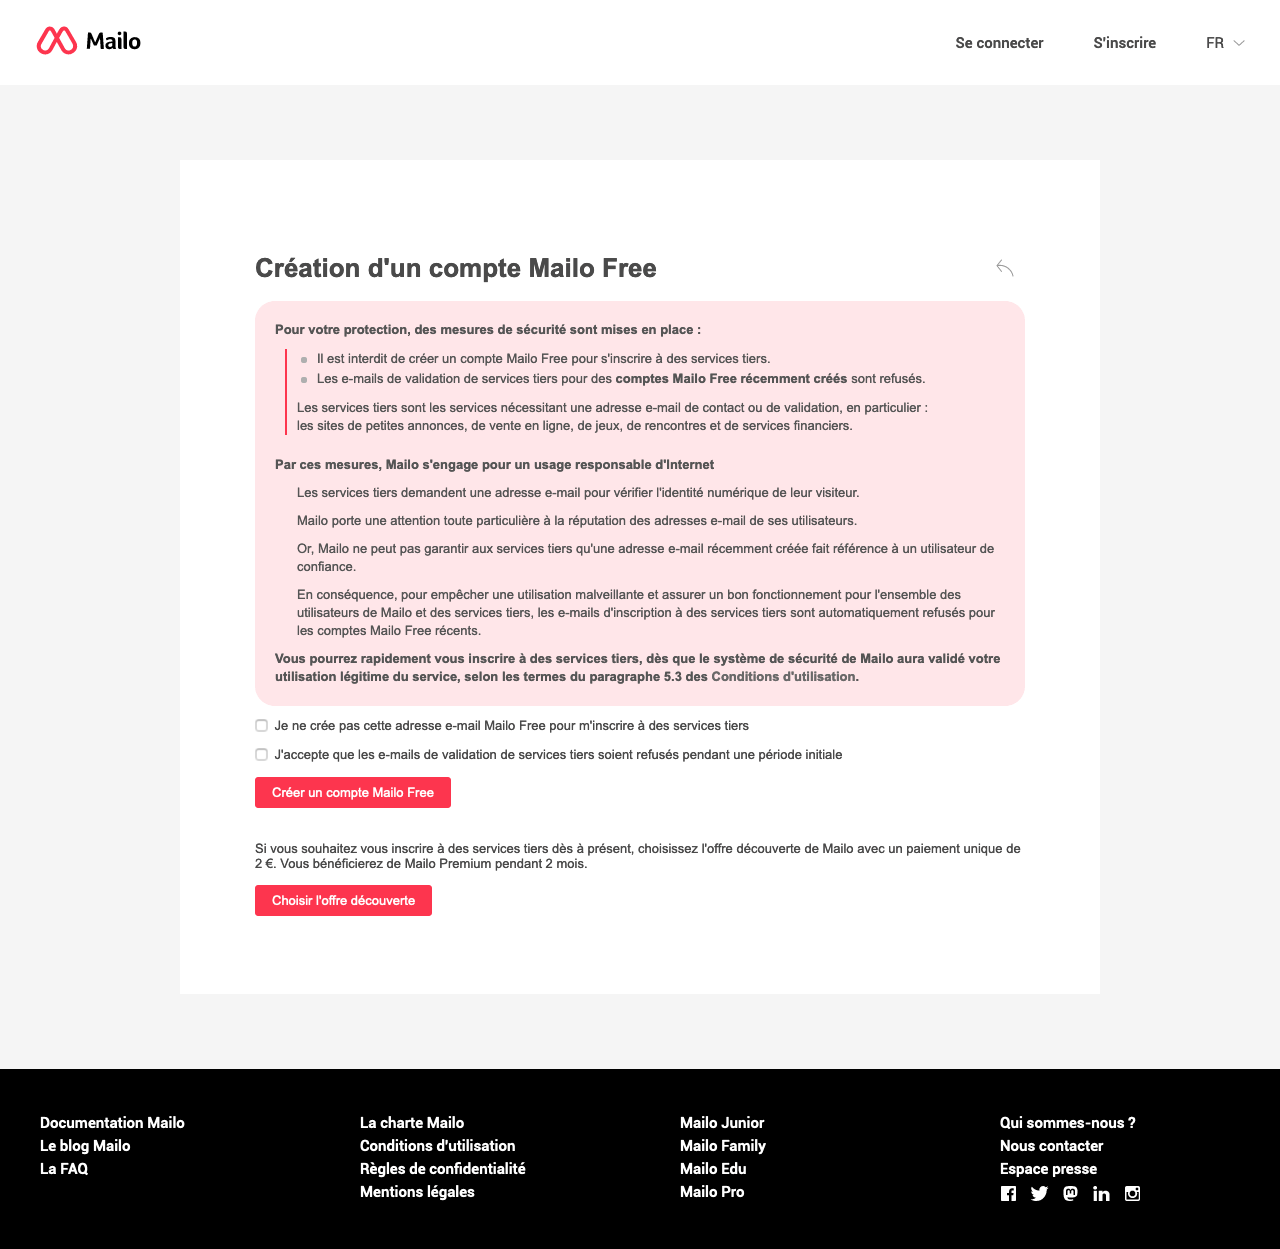 Mailo
Se connecter
S'inscrire
FR
Création d'un compte Mailo Free
Pour votre protection, des mesures de sécurité sont mises en place :
Il est interdit de créer un compte Mailo Free pour s'inscrire à des services tiers.
Les e-mails de validation de services tiers pour des comptes Mailo Free récemment créés sont refusés.
Les services tiers sont les services nécessitant une adresse e-mail de contact ou de validation, en particulier :
les sites de petites annonces, de vente en ligne, de jeux, de rencontres et de services financiers.
Par ces mesures, Mailo s'engage pour un usage responsable d'Internet
Les services tiers demandent une adresse e-mail pour vérifier l'identité numérique de leur visiteur.
Mailo porte une attention toute particulière à la réputation des adresses e-mail de ses utilisateurs.
Or, Mailo ne peut pas garantir aux services tiers qu'une adresse e-mail récemment créée fait référence à un utilisateur de
confiance.
En conséquence, pour empêcher une utilisation malveillante et assurer un bon fonctionnement pour l'ensemble des
utilisateurs de Mailo et des services tiers, les e-mails d'inscription à des services tiers sont automatiquement refusés pour
les comptes Mailo Free récents.
Vous pourrez rapidement vous inscrire à des services tiers, dès que le système de sécurité de Mailo aura validé votre
utilisation légitime du service, selon les termes du paragraphe 5.3 des Conditions d'utilisation.
Je ne crée pas cette adresse e-mail Mailo Free pour m'inscrire à des services tiers
J'accepte que les e-mails de validation de services tiers soient refusés pendant une période initiale
Créer un compte Mailo Free
Si vous souhaitez vous inscrire à des services tiers dès à présent, choisissez l'offre découverte de Mailo avec un paiement unique de
2 €. Vous bénéficierez de Mailo Premium pendant 2 mois.
Choisir l'offre découverte
Documentation Mailo
Le blog Mailo
La FAQ
La charte Mailo
Conditions d'utilisation
Règles de confidentialité
Mentions légales
Mailo Junior
Mailo Family
Mailo Edu
Mailo Pro
Qui sommes-nous ?
Nous contacter
Espace presse